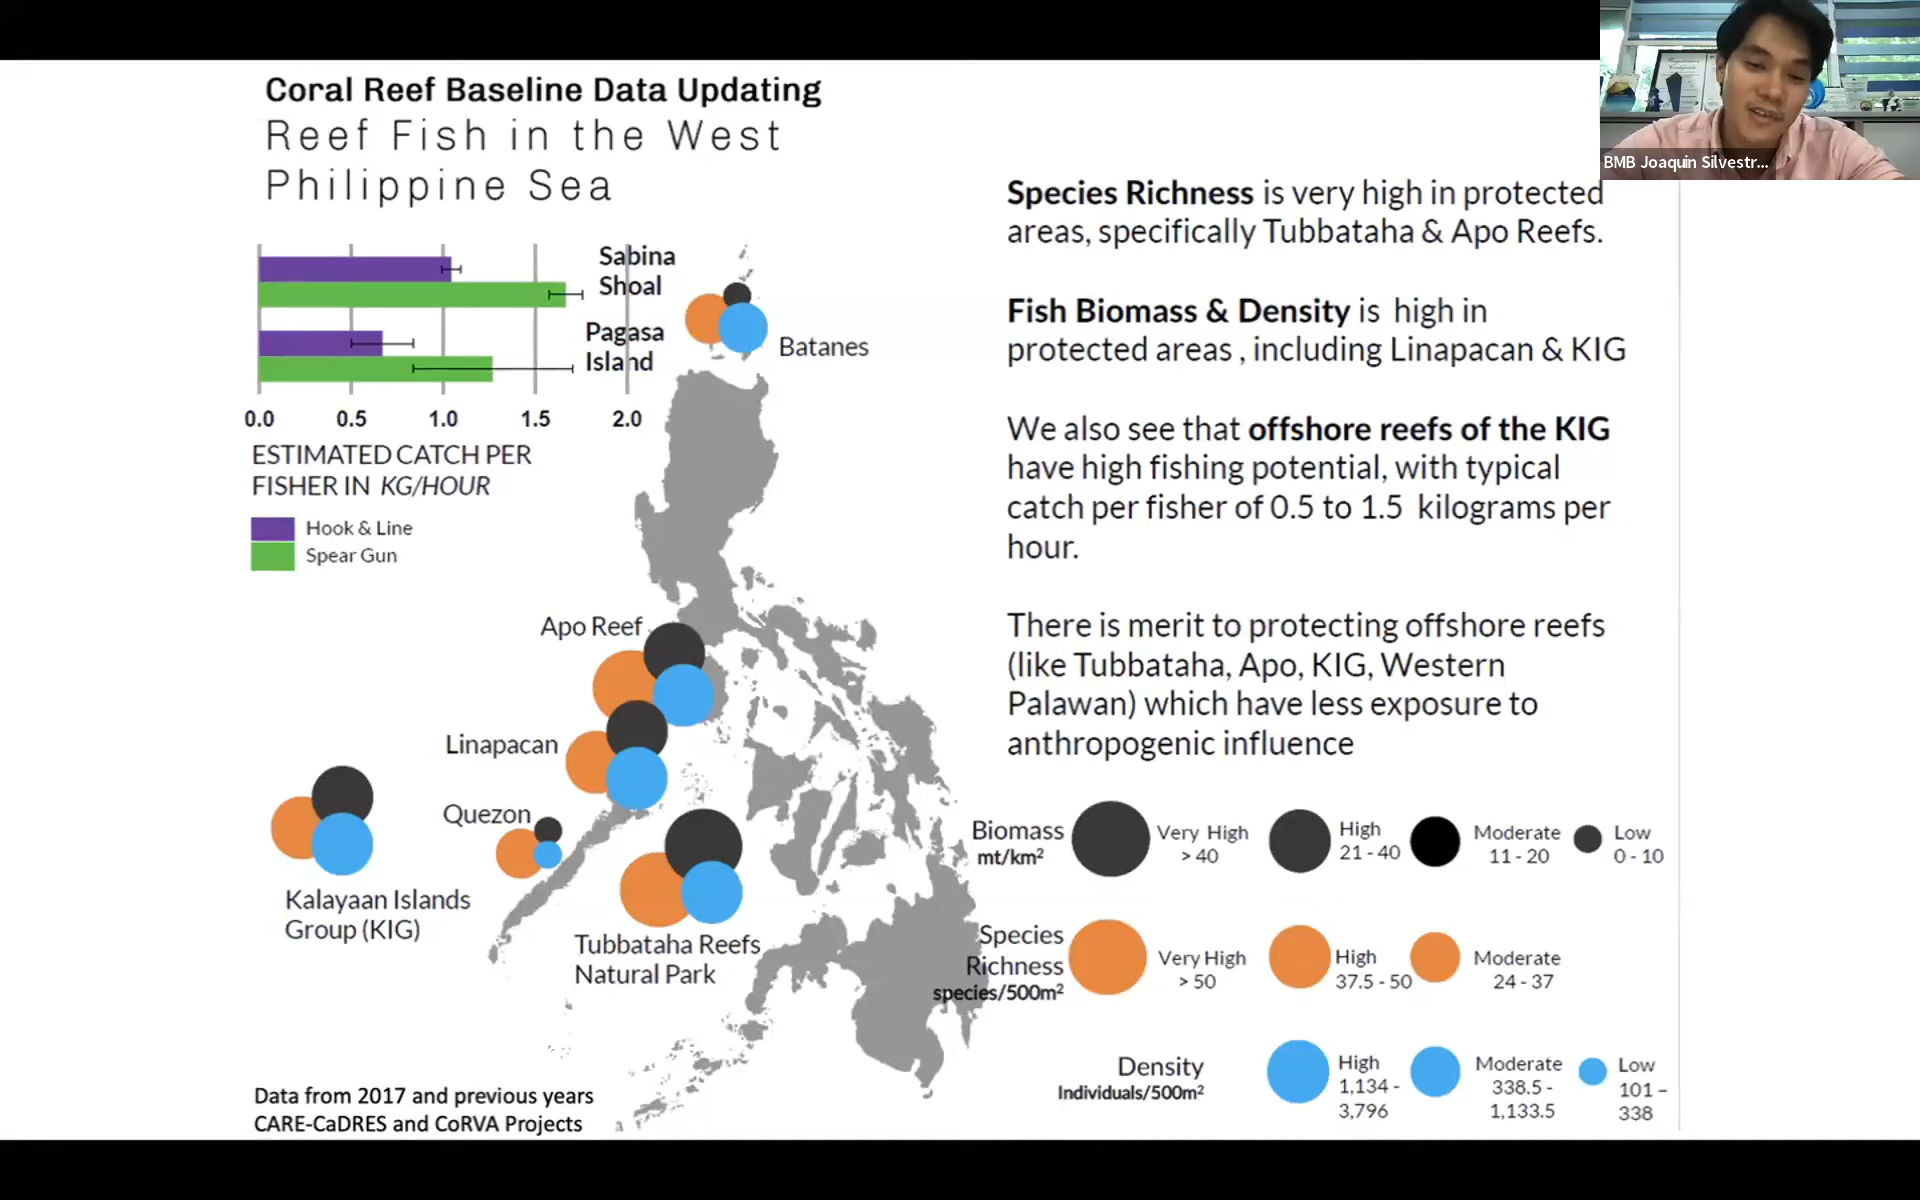 Coral Reef Baseline Data Updating
Reef Fish in the West
Philippine Sea
Sabina
Shoal
Pagasa
Island
0.0 0.5 1.0 1.5 2.0
ESTIMATED CATCH PER
FISHER IN KG/HOUR
Hook & Line
Spear Gun
Batanes
Apo Reef
Linapacan
Quezon
Kalayaan Islands
Group (KIG)
Tubbataha Reefs
Natural Park
Data from 2017 and previous years
CARE-CaDRES and CoRVA Projects
BMB Joaquin Silvestr...
Species Richness is very high in protected
areas, specifically Tubbataha & Apo Reefs.
Fish Biomass & Density is high in
protected areas , including Linapacan & KIG
We also see that offshore reefs of the KIG
have high fishing potential, with typical
catch per fisher of 0.5 to 1.5 kilograms per
hour.
There is merit to protecting offshore reefs
(like Tubbataha, Apo, KIG, Western
Palawan) which have less exposure to
anthropogenic influence
Biomass
mt/km²
Very High
> 40
High
21 - 40
Moderate
11 - 20
Low
0 - 10
Species
Richness
species/500m²
Very High
> 50
High
37.5 - 50
Moderate
24 - 37
Density
Individuals/500m²
High
1,134 -
3,796
Moderate
338.5 -
1,133.5
Low
101 –
338